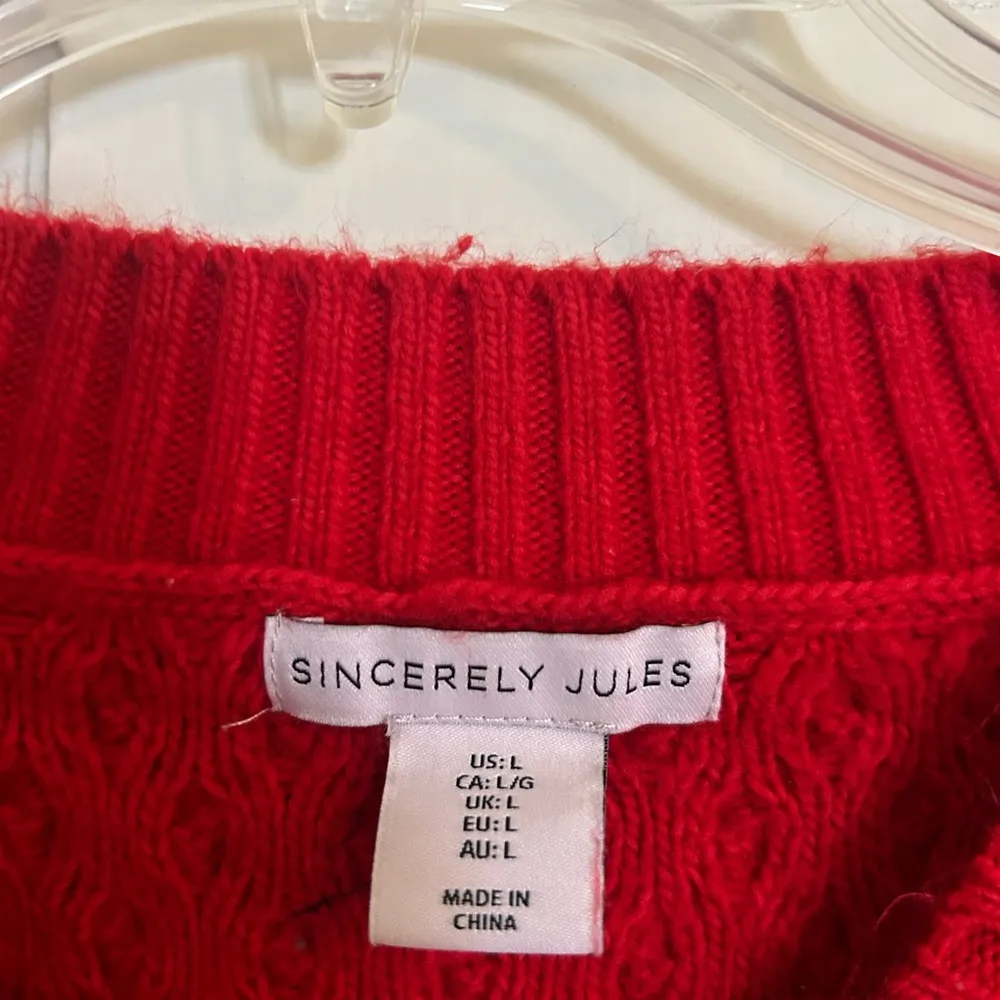 SINCERELY JULES
US: L
CA: L/G
UK: L
EU: L
AU: L
MADE IN
CHINA